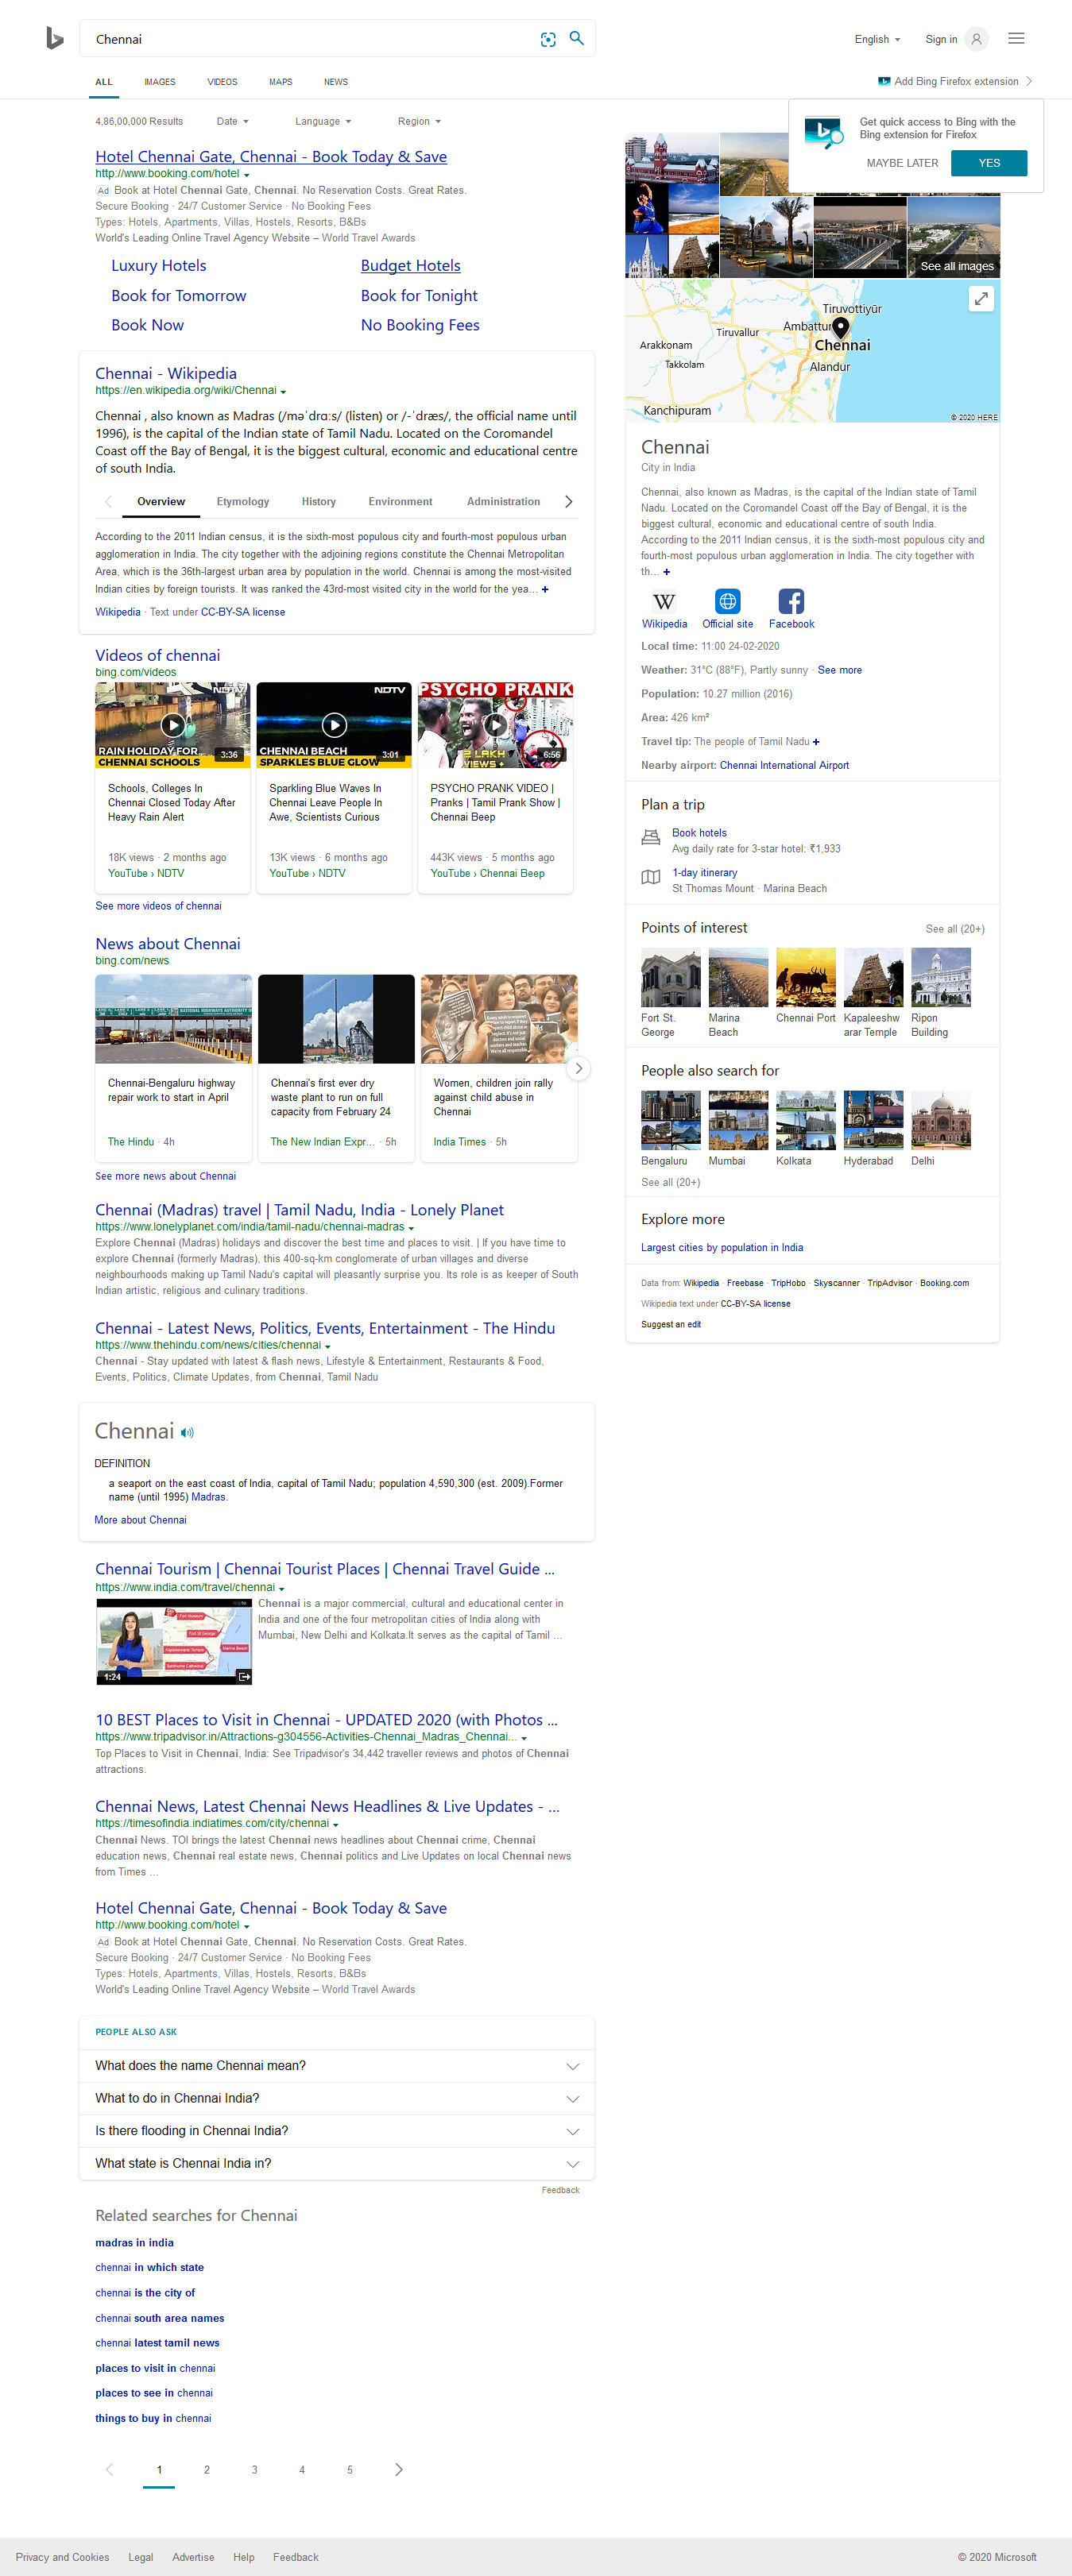 Chennai
English
Sign in
ALL
IMAGES
VIDEOS
MAPS
NEWS
Add Bing Firefox extension
Get quick access to Bing with the
Bing extension for Firefox
MAYBE LATER
YES
4,86,00,000 Results
Date
Language
Region
Hotel Chennai Gate, Chennai - Book Today & Save
http://www.booking.com/hotel
Ad Book at Hotel Chennai Gate, Chennai. No Reservation Costs. Great Rates.
Secure Booking · 24/7 Customer Service · No Booking Fees
Types: Hotels, Apartments, Villas, Hostels, Resorts, B&Bs
World's Leading Online Travel Agency Website – World Travel Awards
Luxury Hotels
Budget Hotels
Book for Tomorrow
Book for Tonight
Book Now
No Booking Fees
Chennai - Wikipedia
https://en.wikipedia.org/wiki/Chennai
Chennai , also known as Madras (/məˈdrɑːs/ (listen) or /-ˈdræs/, the official name until
1996), is the capital of the Indian state of Tamil Nadu. Located on the Coromandel
Coast off the Bay of Bengal, it is the biggest cultural, economic and educational centre
of south India.
Overview
Etymology
History
Environment
Administration
According to the 2011 Indian census, it is the sixth-most populous city and fourth-most populous urban
agglomeration in India. The city together with the adjoining regions constitute the Chennai Metropolitan
Area, which is the 36th-largest urban area by population in the world. Chennai is among the most-visited
Indian cities by foreign tourists. It was ranked the 43rd-most visited city in the world for the yea... +
Wikipedia · Text under CC-BY-SA license
Videos of chennai
bing.com/videos
NDTV
RAIN HOLIDAY FOR
CHENNAI SCHOOLS
3:36
Schools, Colleges In
Chennai Closed Today After
Heavy Rain Alert
18K views · 2 months ago
YouTube › NDTV
NDTV
CHENNAI BEACH
SPARKLES BLUE GLOW
3:01
Sparkling Blue Waves In
Chennai Leave People In
Awe, Scientists Curious
13K views · 6 months ago
YouTube › NDTV
PSYCHO PRANK
2 LAKH
VIEWS +
6:56
PSYCHO PRANK VIDEO |
Pranks | Tamil Prank Show |
Chennai Beep
443K views · 5 months ago
YouTube › Chennai Beep
See more videos of chennai
News about Chennai
bing.com/news
Chennai-Bengaluru highway
repair work to start in April
The Hindu · 4h
Chennai's first ever dry
waste plant to run on full
capacity from February 24
The New Indian Expr... · 5h
Women, children join rally
against child abuse in
Chennai
India Times · 5h
See more news about Chennai
Chennai (Madras) travel | Tamil Nadu, India - Lonely Planet
https://www.lonelyplanet.com/india/tamil-nadu/chennai-madras
Explore Chennai (Madras) holidays and discover the best time and places to visit. | If you have time to
explore Chennai (formerly Madras), this 400-sq-km conglomerate of urban villages and diverse
neighbourhoods making up Tamil Nadu's capital will pleasantly surprise you. Its role is as keeper of South
Indian artistic, religious and culinary traditions.
Chennai - Latest News, Politics, Events, Entertainment - The Hindu
https://www.thehindu.com/news/cities/chennai
Chennai - Stay updated with latest & flash news, Lifestyle & Entertainment, Restaurants & Food,
Events, Politics, Climate Updates, from Chennai, Tamil Nadu
Chennai
DEFINITION
a seaport on the east coast of India, capital of Tamil Nadu; population 4,590,300 (est. 2009).Former
name (until 1995) Madras.
More about Chennai
Chennai Tourism | Chennai Tourist Places | Chennai Travel Guide ...
https://www.india.com/travel/chennai
1:24
Chennai is a major commercial, cultural and educational center in
India and one of the four metropolitan cities of India along with
Mumbai, New Delhi and Kolkata.It serves as the capital of Tamil ...
10 BEST Places to Visit in Chennai - UPDATED 2020 (with Photos ...
https://www.tripadvisor.in/Attractions-g304556-Activities-Chennai_Madras_Chennai...
Top Places to Visit in Chennai, India: See Tripadvisor's 34,442 traveller reviews and photos of Chennai
attractions.
Chennai News, Latest Chennai News Headlines & Live Updates - ...
https://timesofindia.indiatimes.com/city/chennai
Chennai News. TOI brings the latest Chennai news headlines about Chennai crime, Chennai
education news, Chennai real estate news, Chennai politics and Live Updates on local Chennai news
from Times ...
Hotel Chennai Gate, Chennai - Book Today & Save
http://www.booking.com/hotel
Ad Book at Hotel Chennai Gate, Chennai. No Reservation Costs. Great Rates.
Secure Booking · 24/7 Customer Service · No Booking Fees
Types: Hotels, Apartments, Villas, Hostels, Resorts, B&Bs
World's Leading Online Travel Agency Website – World Travel Awards
PEOPLE ALSO ASK
What does the name Chennai mean?
What to do in Chennai India?
Is there flooding in Chennai India?
What state is Chennai India in?
Feedback
Related searches for Chennai
madras in india
chennai in which state
chennai is the city of
chennai south area names
chennai latest tamil news
places to visit in chennai
places to see in chennai
things to buy in chennai
1
2
3
4
5
See all images
Tiruvottiyūr
Ambattur
Tiruvallur
Chennai
Arakkonam
Takkolam
Alandur
Kanchipuram
© 2020 HERE
Chennai
City in India
Chennai, also known as Madras, is the capital of the Indian state of Tamil
Nadu. Located on the Coromandel Coast off the Bay of Bengal, it is the
biggest cultural, economic and educational centre of south India.
According to the 2011 Indian census, it is the sixth-most populous city and
fourth-most populous urban agglomeration in India. The city together with
th... +
W
Wikipedia
Official site
Facebook
Local time: 11:00 24-02-2020
Weather: 31°C (88°F), Partly sunny · See more
Population: 10.27 million (2016)
Area: 426 km²
Travel tip: The people of Tamil Nadu +
Nearby airport: Chennai International Airport
Plan a trip
Book hotels
Avg daily rate for 3-star hotel: ₹1,933
1-day itinerary
St Thomas Mount · Marina Beach
Points of interest
See all (20+)
Fort St.
George
Marina
Beach
Chennai Port
Kapaleeshw
arar Temple
Ripon
Building
People also search for
Bengaluru
Mumbai
Kolkata
Hyderabad
Delhi
See all (20+)
Explore more
Largest cities by population in India
Data from: Wikipedia · Freebase · TripHobo · Skyscanner · TripAdvisor · Booking.com
Wikipedia text under CC-BY-SA license
Suggest an edit
Privacy and Cookies
Legal
Advertise
Help
Feedback
© 2020 Microsoft